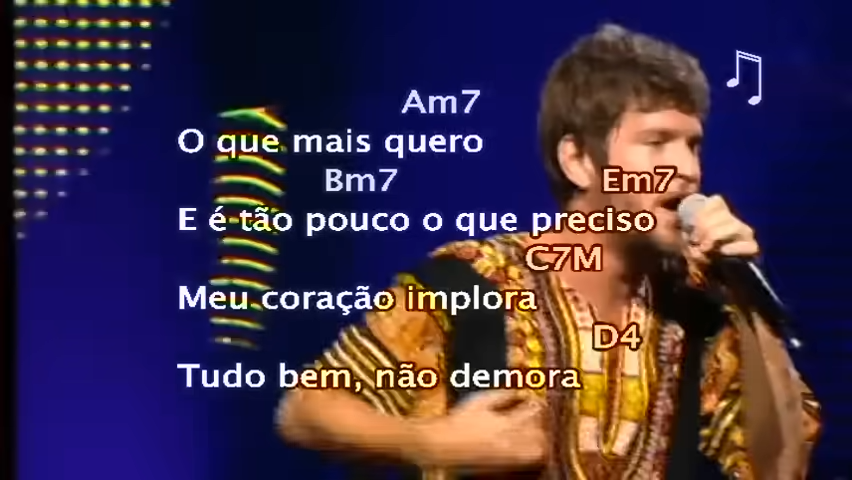 Am7
O que mais quero
Bm7 Em7
E é tão pouco o que preciso
C7M
Meu coração implora
D4
Tudo bem, não demora